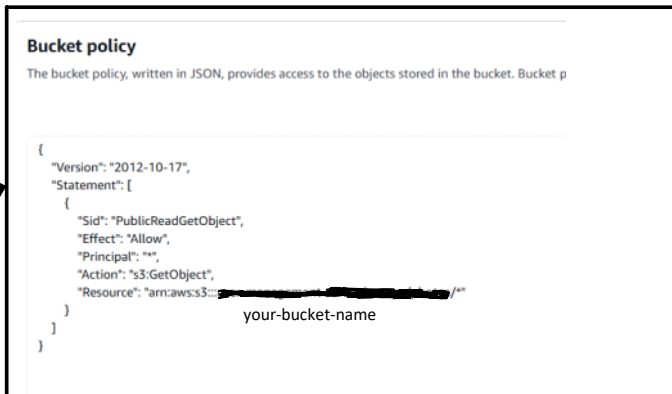 Bucket policy
The bucket policy, written in JSON, provides access to the objects stored in the bucket. Bucket p
{
"Version": "2012-10-17",
"Statement": [
{
"Sid": "PublicReadGetObject",
"Effect": "Allow",
"Principal": "*",
"Action": "s3:GetObject",
"Resource": "arn:aws:s3::: /*"
your-bucket-name
}
]
}